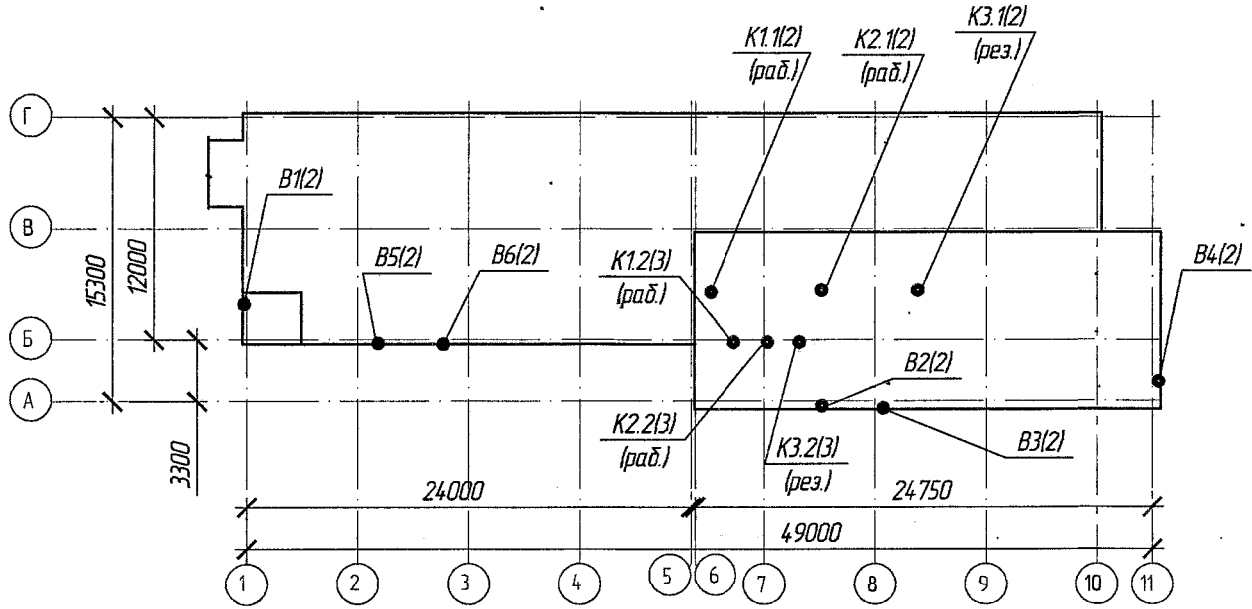 К3.1(2)
(рез.)
К1.1(2)
(раб.)
К2.1(2)
(раб.)
Г
В1(2)
В
В5(2)
В6(2)
К1.2(3)
(раб.)
В4(2)
15300
12000
Б
В2(2)
А
К2.2(3)
(раб.)
К3.2(3)
(рез.)
В3(2)
3300
24000
24750
49000
1
2
3
4
5
6
7
8
9
10
11